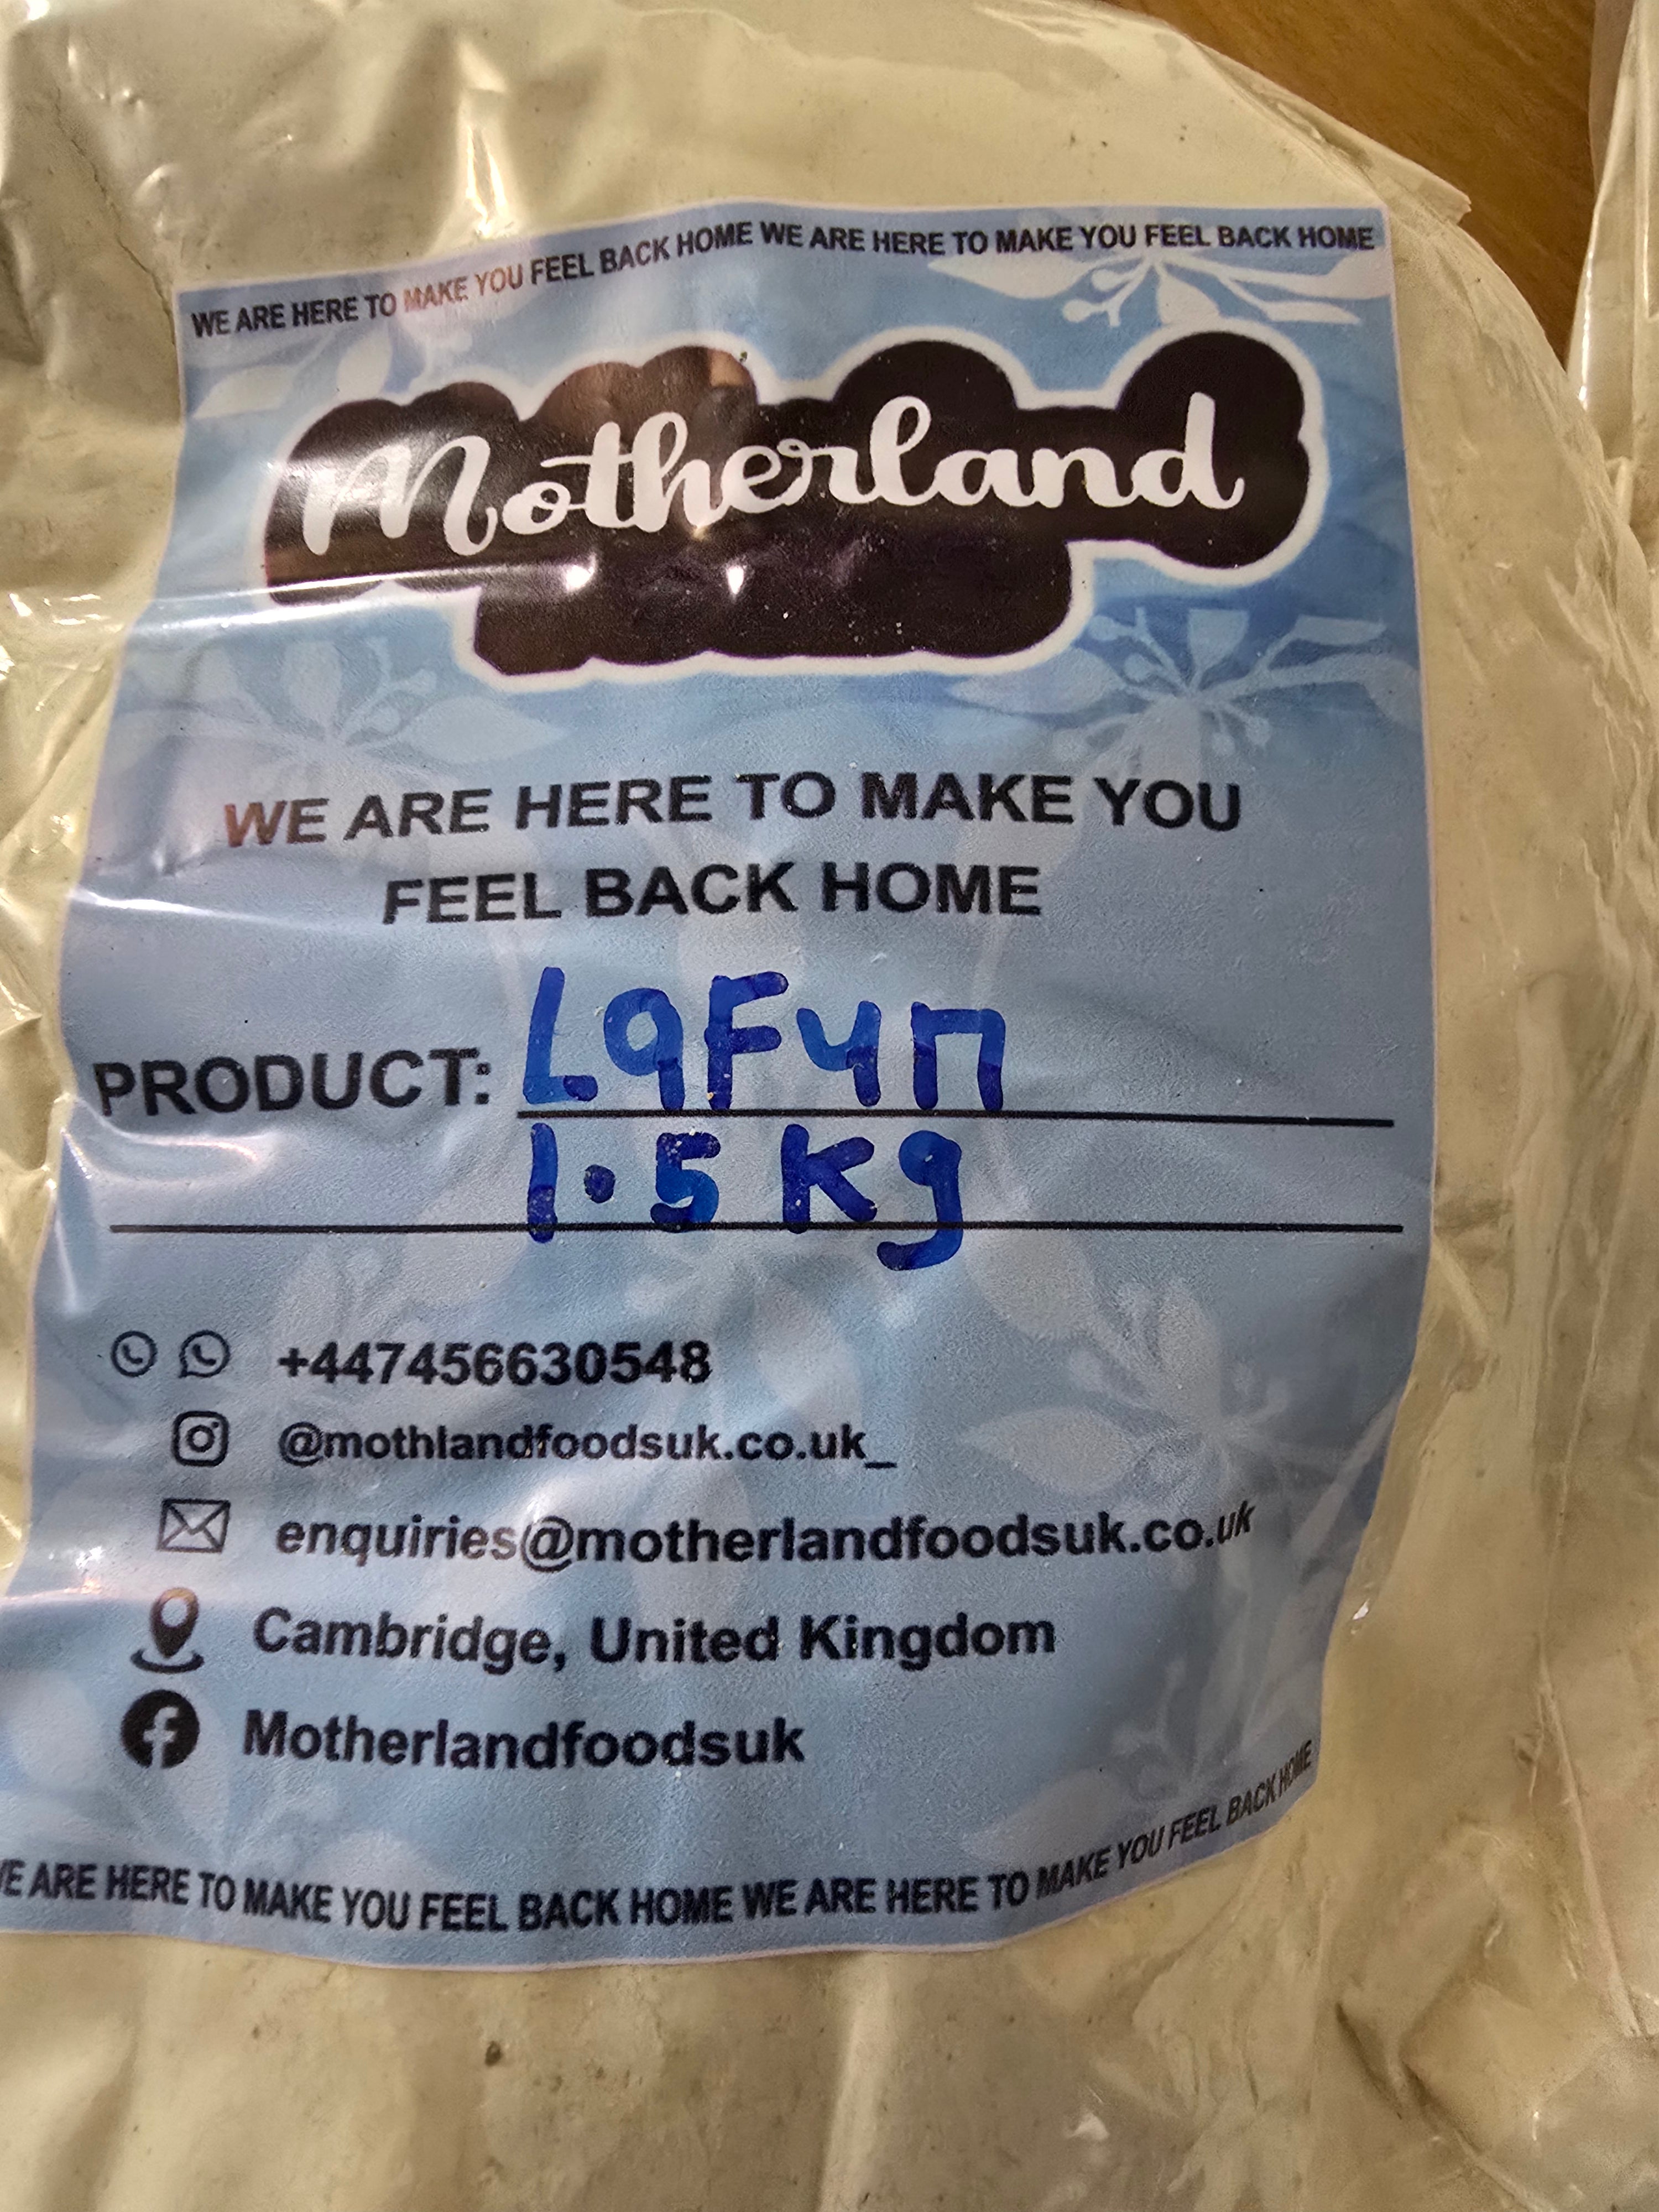 WE ARE HERE TO MAKE YOU FEEL BACK HOME WE ARE HERE TO MAKE YOU FEEL BACK HOME
Motherland
WE ARE HERE TO MAKE YOU
FEEL BACK HOME
PRODUCT: LaFun
1.5 Kg
+447456630548
@mothlandfoodsuk.co.uk_
enquiries@motherlandfoodsuk.co.uk
Cambridge, United Kingdom
Motherlandfoodsuk
WE ARE HERE TO MAKE YOU FEEL BACK HOME WE ARE HERE TO MAKE YOU FEEL BACK HOME